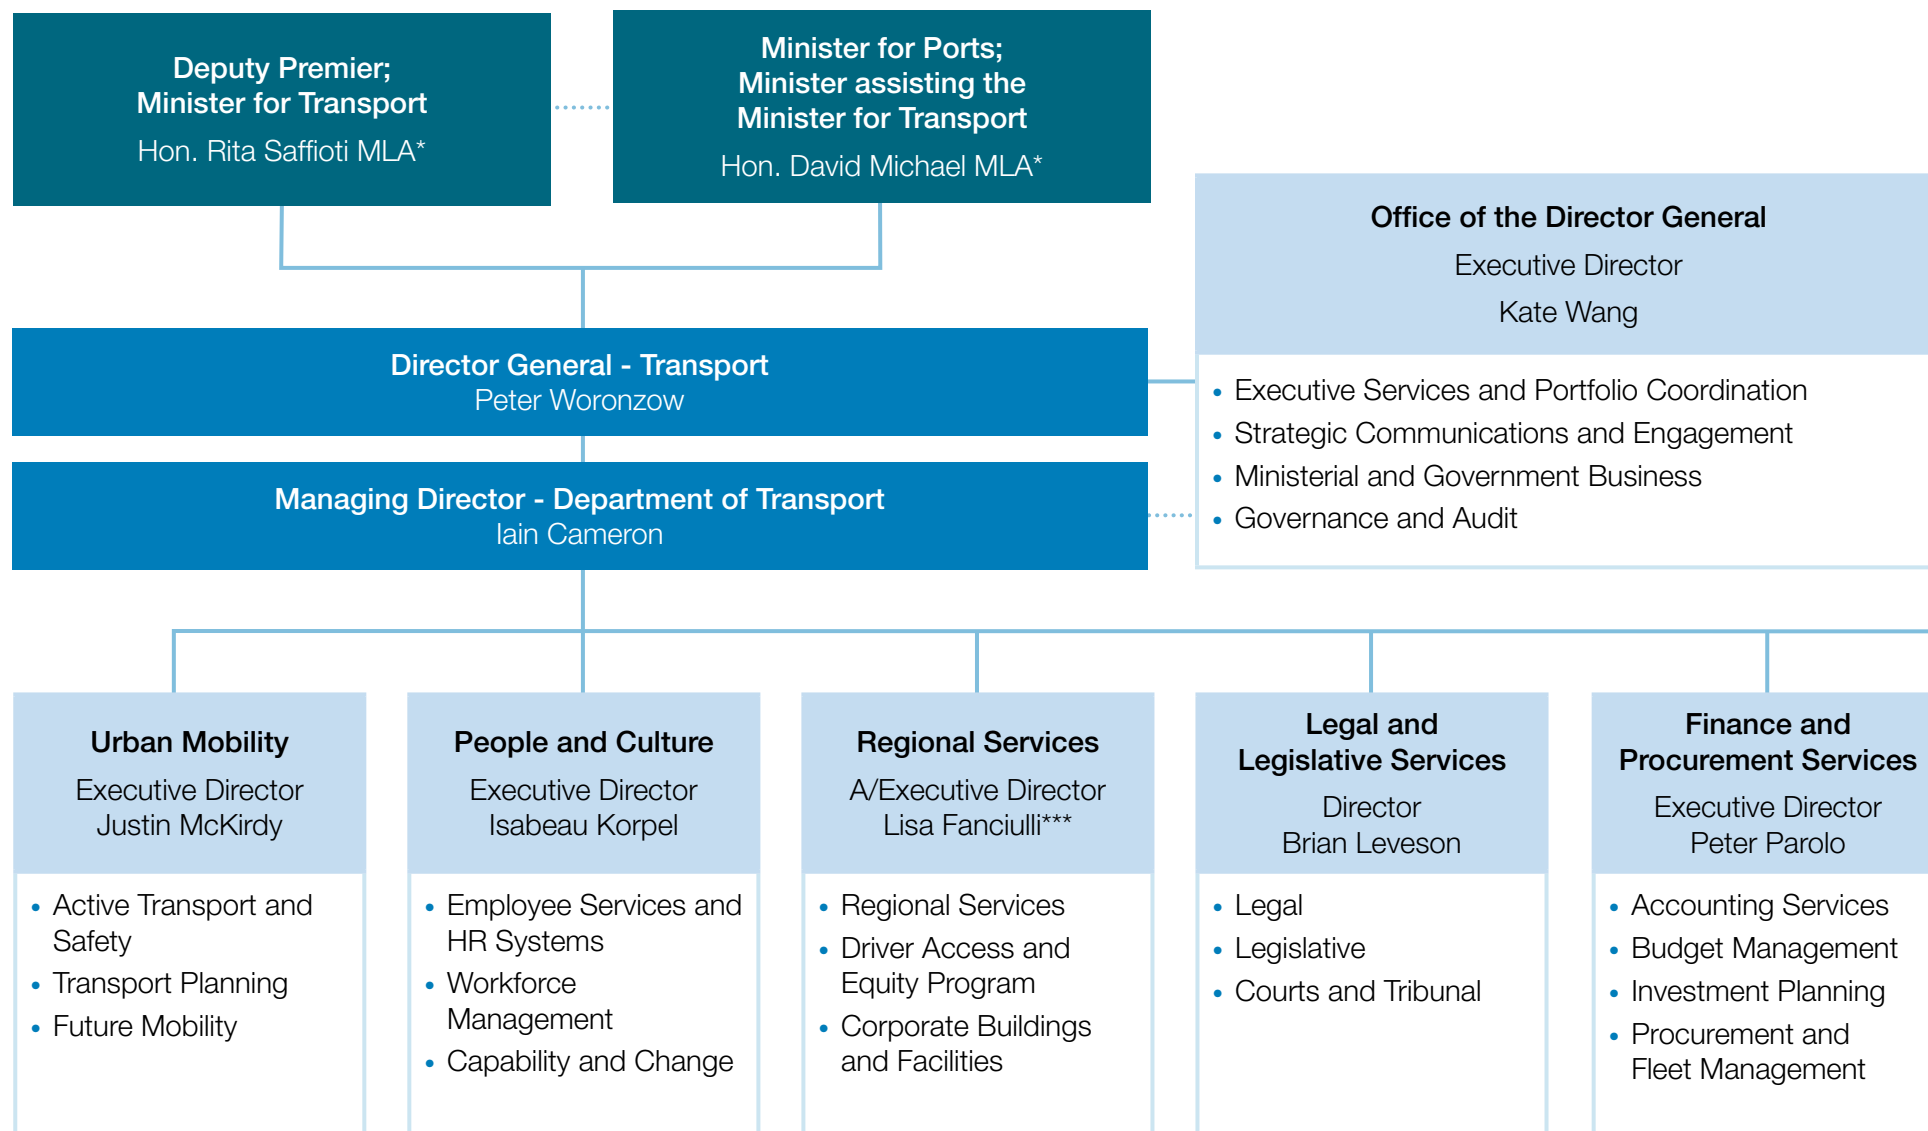 Deputy Premier;
Minister for Transport
Hon. Rita Saffioti MLA*
Minister for Ports;
Minister assisting the
Minister for Transport
Hon. David Michael MLA*
Office of the Director General
Executive Director
Kate Wang
• Executive Services and Portfolio Coordination
• Strategic Communications and Engagement
• Ministerial and Government Business
• Governance and Audit
Director General - Transport
Peter Woronzow
Managing Director - Department of Transport
Iain Cameron
Urban Mobility
Executive Director
Justin McKirdy
• Active Transport and
Safety
• Transport Planning
• Future Mobility
People and Culture
Executive Director
Isabeau Korpel
• Employee Services and
HR Systems
• Workforce
Management
• Capability and Change
Regional Services
A/Executive Director
Lisa Fanciulli***
• Regional Services
• Driver Access and
Equity Program
• Corporate Buildings
and Facilities
Legal and
Legislative Services
Director
Brian Leveson
• Legal
• Legislative
• Courts and Tribunal
Finance and
Procurement Services
Executive Director
Peter Parolo
• Accounting Services
• Budget Management
• Investment Planning
• Procurement and
Fleet Management